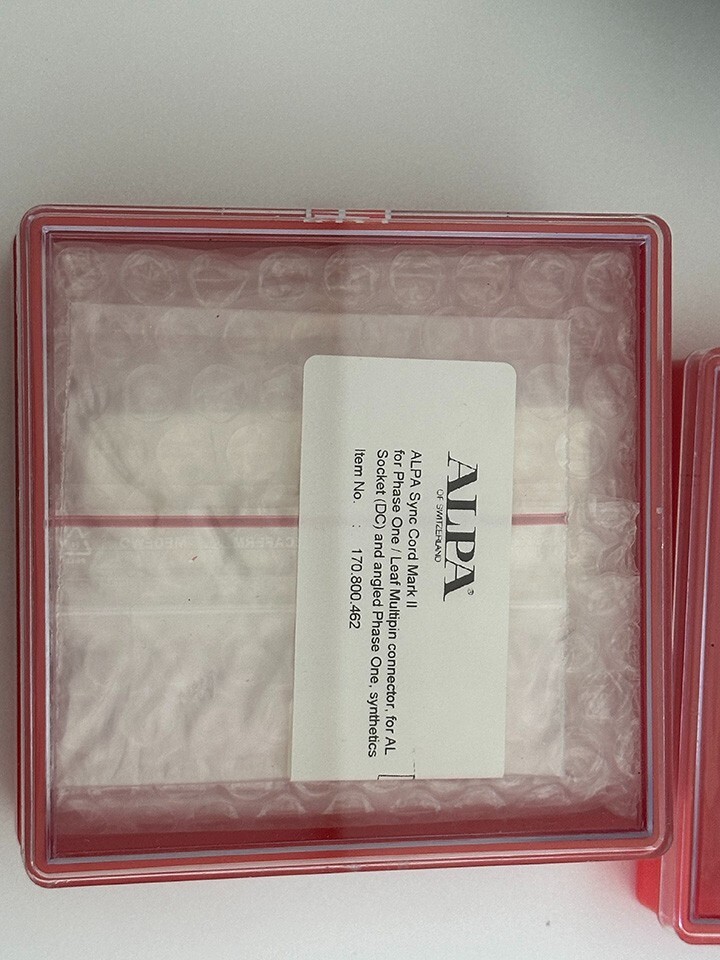 ALPA®
OF SWITZERLAND
ALPA Sync Cord Mark II
for Phase One / Leaf Multipin connector, for AL
Socket (DC) and angled Phase One, synthetics
Item No. : 170.800.462